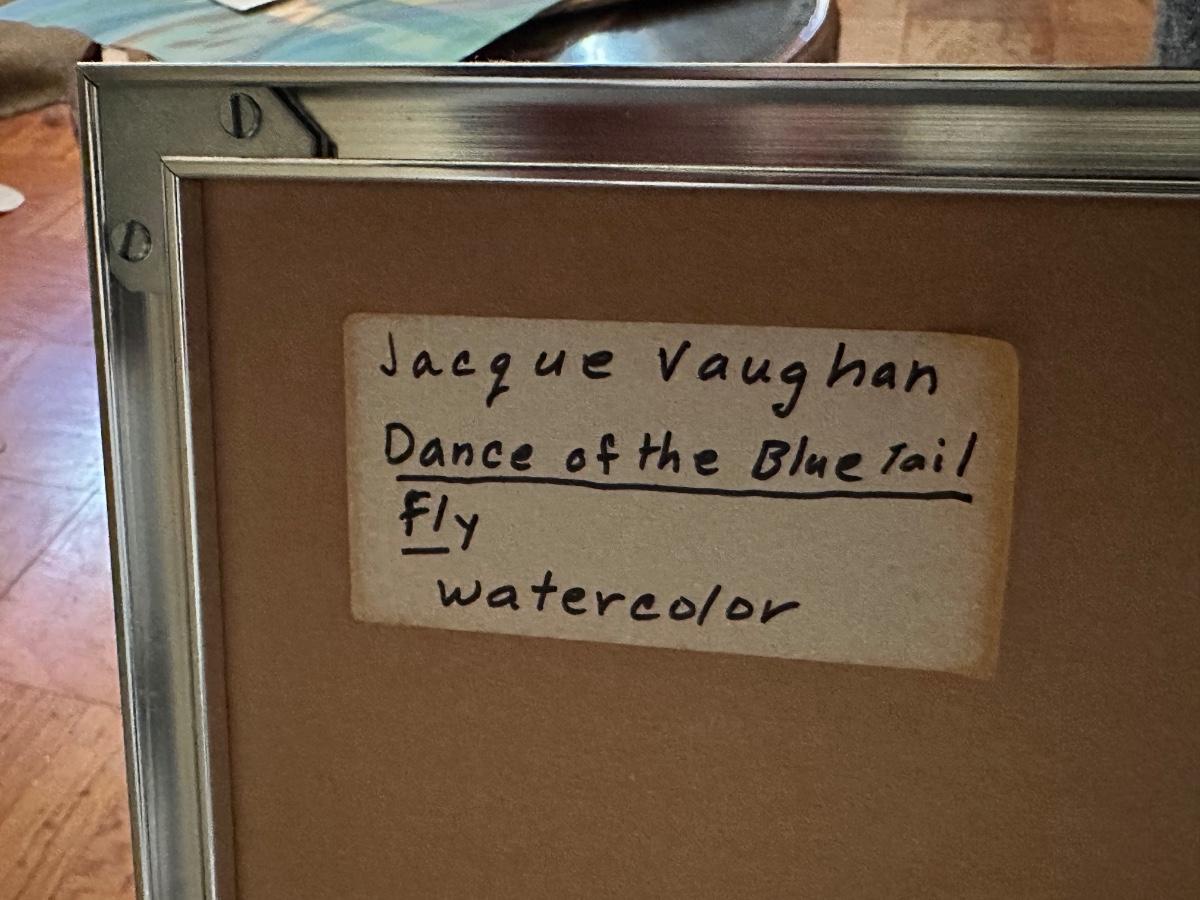 Jacque Vaughan
Dance of the Blue Tail
Fly
watercolor